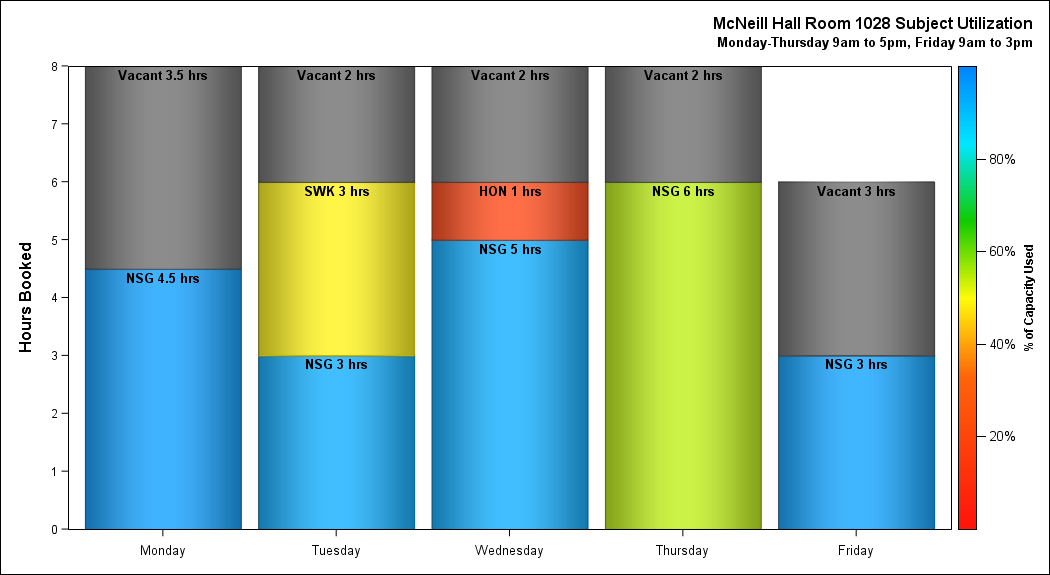 McNeill Hall Room 1028 Subject Utilization
Monday-Thursday 9am to 5pm, Friday 9am to 3pm
Hours Booked
8
7
6
5
4
3
2
1
0
Vacant 3.5 hrs
NSG 4.5 hrs
Vacant 2 hrs
SWK 3 hrs
NSG 3 hrs
Vacant 2 hrs
HON 1 hrs
NSG 5 hrs
Vacant 2 hrs
NSG 6 hrs
Vacant 3 hrs
NSG 3 hrs
Monday
Tuesday
Wednesday
Thursday
Friday
80%
60%
40%
20%
% of Capacity Used